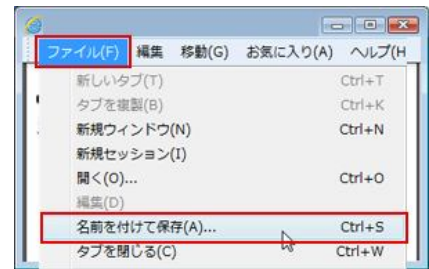 ファイル(F) 編集 移動(G) お気に入り(A) ヘルプ(H
新しいタブ(T) Ctrl+T
タブを複製(B) Ctrl+K
新規ウィンドウ(N) Ctrl+N
新規セッション(I)
開く(O)... Ctrl+O
編集(D)
名前を付けて保存(A)... Ctrl+S
タブを閉じる(C) Ctrl+W